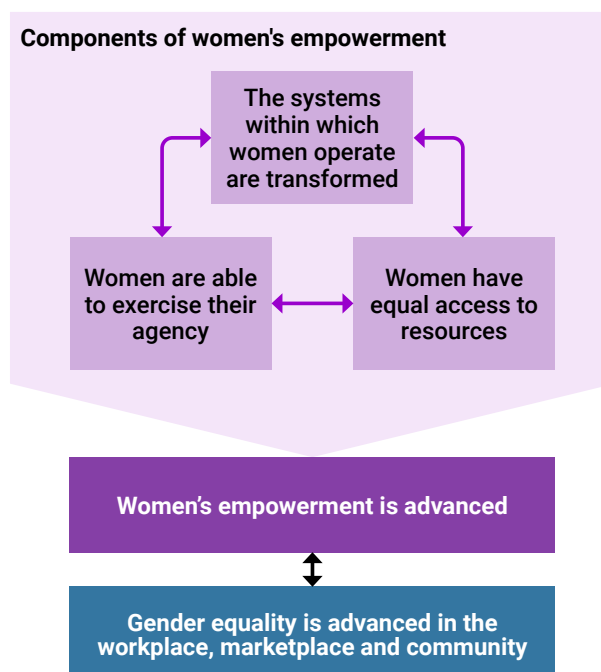 Components of women's empowerment
The systems
within which
women operate
are transformed
Women are able
to exercise their
agency
Women have
equal access to
resources
Women’s empowerment is advanced
Gender equality is advanced in the
workplace, marketplace and community